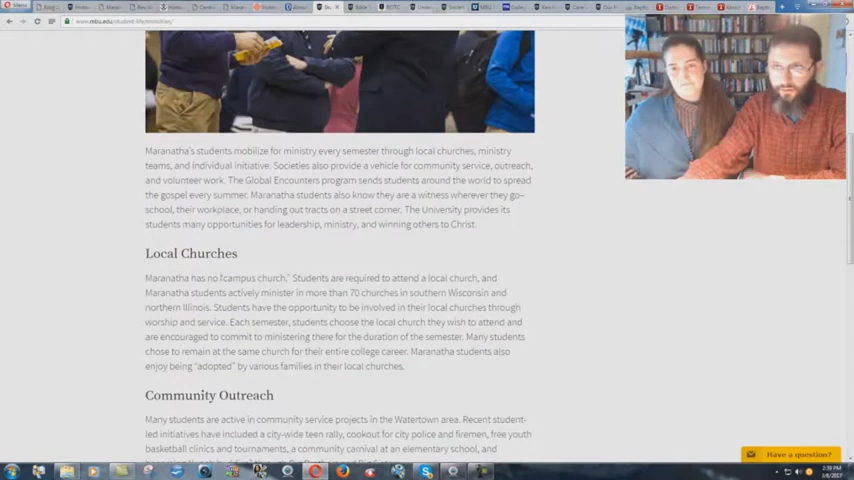 Menu
www.mbu.edu/student-life/ministries/
Maranatha's students mobilize for ministry every semester through local churches, ministry
teams, and individual initiative. Societies also provide a vehicle for community service, outreach,
and volunteer work. The Global Encounters program sends students around the world to spread
the gospel every summer. Maranatha students also know they are a witness wherever they go–
school, their workplace, or handing out tracts on a street corner. The University provides its
students many opportunities for leadership, ministry, and winning others to Christ.
Local Churches
Maranatha has no "campus church." Students are required to attend a local church, and
Maranatha students actively minister in more than 70 churches in southern Wisconsin and
northern Illinois. Students have the opportunity to be involved in their local churches through
worship and service. Each semester, students choose the local church they wish to attend and
are encouraged to commit to ministering there for the duration of the semester. Many students
chose to remain at the same church for their entire college career. Maranatha students also
enjoy being "adopted" by various families in their local churches.
Community Outreach
Many students are active in community service projects in the Watertown area. Recent student-
led initiatives have included a city-wide teen rally, cookout for city police and firemen, free youth
basketball clinics and tournaments, a community carnival at an elementary school, and
Have a question?
2:39 PM